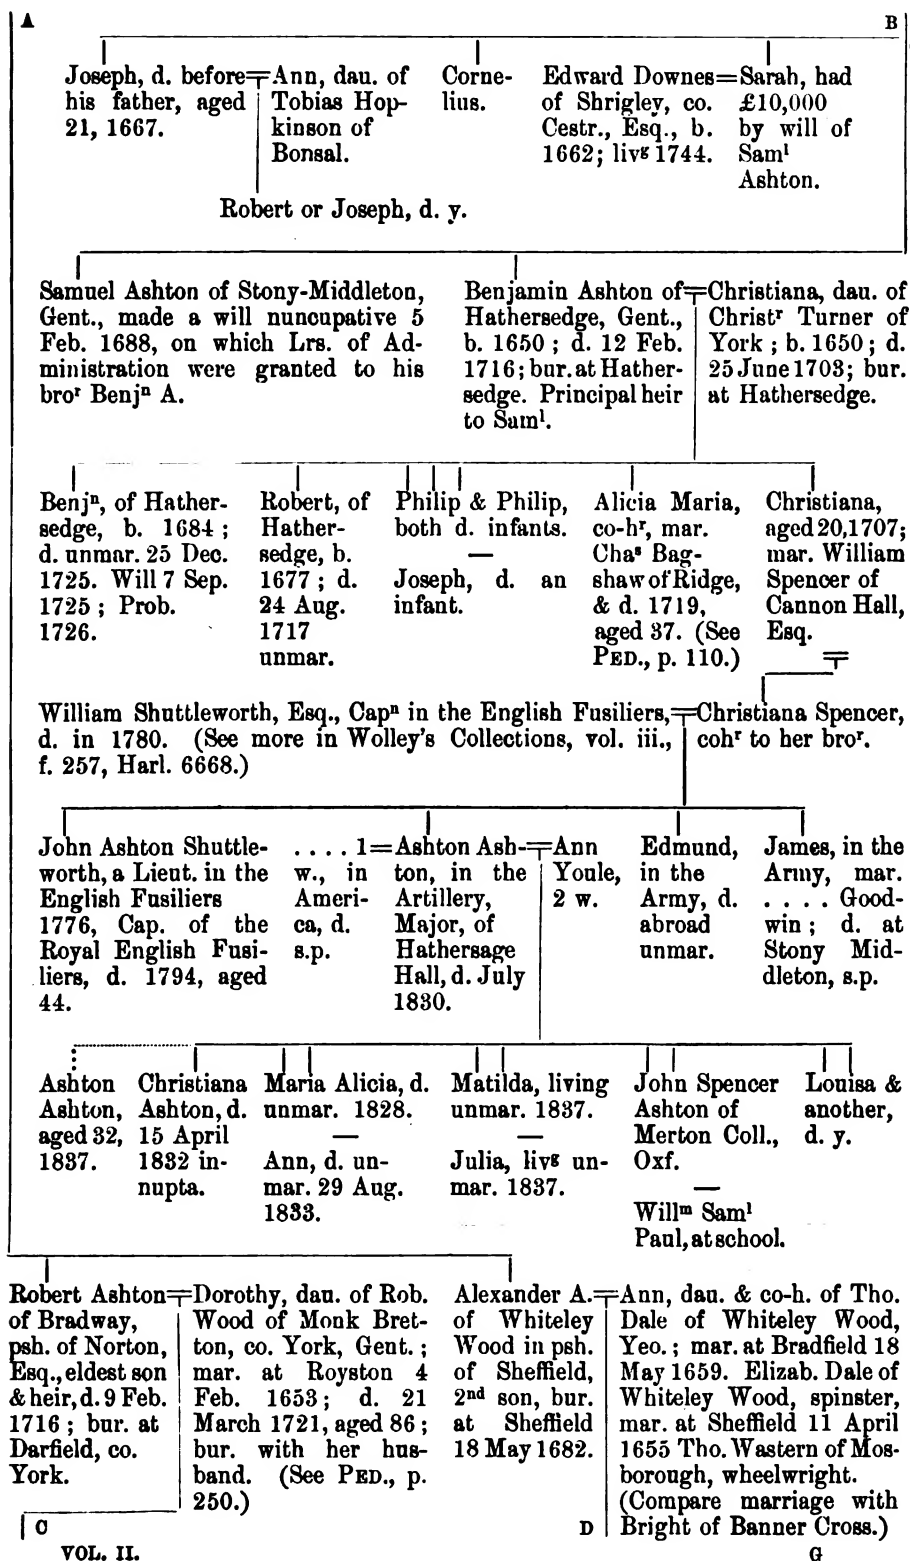 A
B
Joseph, d. before
his father, aged
21, 1667.
Ann, dau. of
Tobias Hop-
kinson of
Bonsal.
Corne-
lius.
Edward Downes=Sarah, had
of Shrigley, co.
Cestr., Esq., b.
1662; livᵍ 1744.
£10,000
by will of
Samˡ
Ashton.
Robert or Joseph, d. y.
Samuel Ashton of Stony-Middleton,
Gent., made a will nuncupative 5
Feb. 1688, on which Lrs. of Ad-
ministration were granted to his
broʳ Benjⁿ A.
Benjamin Ashton of
Hathersedge, Gent.,
b. 1650; d. 12 Feb.
1716; bur. at Hather-
sedge. Principal heir
to Samˡ.
Christiana, dau. of
Christʳ Turner of
York; b. 1650; d.
25 June 1703; bur.
at Hathersedge.
Benjⁿ, of Hather-
sedge, b. 1684;
d. unmar. 25 Dec.
1725. Will 7 Sep.
1725; Prob.
1726.
Robert, of
Hather-
sedge, b.
1677; d.
24 Aug.
1717
unmar.
Philip & Philip,
both d. infants.
—
Joseph, d. an
infant.
Alicia Maria,
co-hʳ, mar.
Chaˢ Bag-
shaw of Ridge,
& d. 1719,
aged 37. (See
PED., p. 110.)
Christiana,
aged 20, 1707;
mar. William
Spencer of
Cannon Hall,
Esq.
William Shuttleworth, Esq., Capⁿ in the English Fusiliers,
d. in 1780. (See more in Wolley's Collections, vol. iii.,
f. 257, Harl. 6668.)
Christiana Spencer,
cohʳ to her broʳ.
John Ashton Shuttle-
worth, a Lieut. in the
English Fusiliers
1776, Cap. of the
Royal English Fusi-
liers, d. 1794, aged
44.
. . . . 1=Ashton Ash-
w., in
Ameri-
ca, d.
s.p.
ton, in the
Artillery,
Major, of
Hathersage
Hall, d. July
1830.
Ann
Youle,
2 w.
Edmund,
in the
Army, d.
abroad
unmar.
James, in the
Army, mar.
. . . . Good-
win; d. at
Stony Mid-
dleton, s.p.
Ashton
Ashton,
aged 32,
1837.
Christiana
Ashton, d.
15 April
1832 in-
nupta.
Maria Alicia, d.
unmar. 1828.
—
Ann, d. un-
mar. 29 Aug.
1833.
Matilda, living
unmar. 1837.
—
Julia, livᵍ un-
mar. 1837.
John Spencer
Ashton of
Merton Coll.,
Oxf.
—
Willᵐ Samˡ
Paul, at school.
Louisa &
another,
d. y.
Robert Ashton
of Bradway,
psh. of Norton,
Esq., eldest son
& heir, d. 9 Feb.
1716; bur. at
Darfield, co.
York.
Dorothy, dau. of Rob.
Wood of Monk Bret-
ton, co. York, Gent.;
mar. at Royston 4
Feb. 1653; d. 21
March 1721, aged 86;
bur. with her hus-
band. (See PED., p.
250.)
Alexander A.
of Whiteley
Wood in psh.
of Sheffield,
2ⁿᵈ son, bur.
at Sheffield
18 May 1682.
Ann, dau. & co-h. of Tho.
Dale of Whiteley Wood,
Yeo.; mar. at Bradfield 18
May 1659. Elizab. Dale of
Whiteley Wood, spinster,
mar. at Sheffield 11 April
1655 Tho. Wastern of Mos-
borough, wheelwright.
(Compare marriage with
Bright of Banner Cross.)
C
D
VOL. II.
G